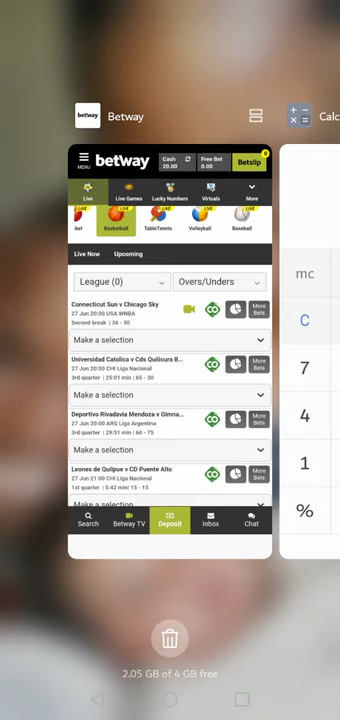 betway
Betway
Calc
MENU
betway
Cash
20.00
Free Bet
0.00
Betslip
0
Live
Live Games
Lucky Numbers
Virtuals
More
LIVE
LIVE
LIVE
LIVE
LIVE
ket
Basketball
TableTennis
Volleyball
Baseball
Live Now
Upcoming
League (0)
Overs/Unders
Connecticut Sun v Chicago Sky
27 Jun 20:00 USA WNBA
Second break | 36 - 30
More
Bets
Make a selection
Universidad Catolica v Cds Quilicura B...
27 Jun 20:00 CHI Liga Nacional
3rd quarter | 25:01 min | 65 - 30
More
Bets
Make a selection
Deportivo Rivadavia Mendoza v Gimna...
27 Jun 20:00 ARG Liga Argentina
3rd quarter | 29:51 min | 60 - 75
More
Bets
Make a selection
Leones de Quilpue v CD Puente Alto
27 Jun 21:00 CHI Liga Nacional
1st quarter | 5:42 min | 15 - 15
More
Bets
Make a selection
Search
Betway TV
Deposit
Inbox
Chat
mc
C
7
4
1
%
2.05 GB of 4 GB free